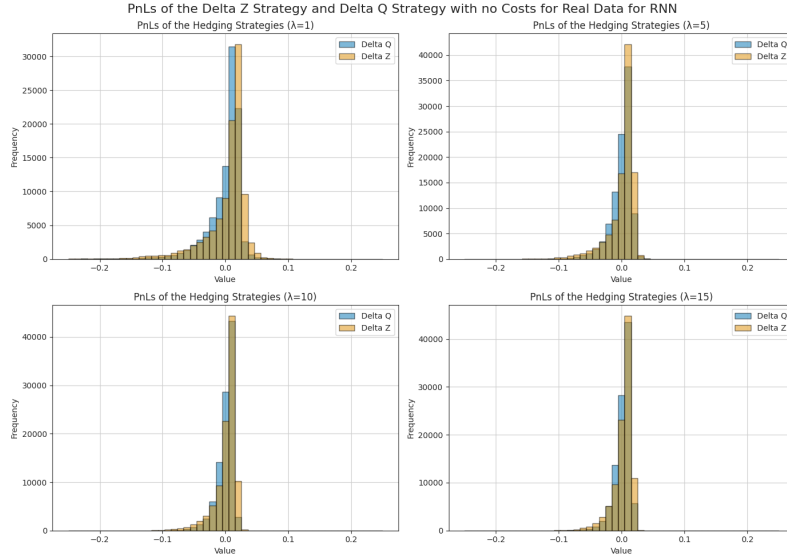 PnLs of the Delta Z Strategy and Delta Q Strategy with no Costs for Real Data for RNN
PnLs of the Hedging Strategies (λ=1)
Delta Q
Delta Z
30000
25000
20000
15000
10000
5000
0
Frequency
−0.2
−0.1
0.0
0.1
0.2
Value
PnLs of the Hedging Strategies (λ=5)
Delta Q
Delta Z
40000
35000
30000
25000
20000
15000
10000
5000
0
Frequency
−0.2
−0.1
0.0
0.1
0.2
Value
PnLs of the Hedging Strategies (λ=10)
Delta Q
Delta Z
40000
30000
20000
10000
0
Frequency
−0.2
−0.1
0.0
0.1
0.2
Value
PnLs of the Hedging Strategies (λ=15)
Delta Q
Delta Z
40000
30000
20000
10000
0
Frequency
−0.2
−0.1
0.0
0.1
0.2
Value